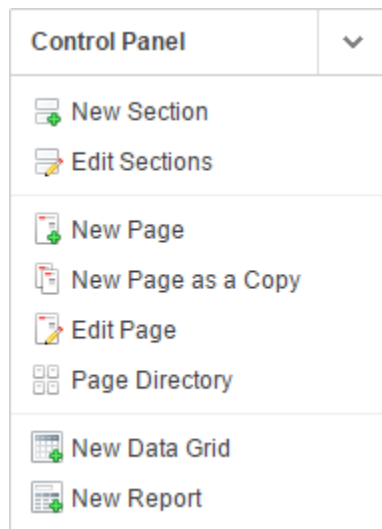 Control Panel
New Section
Edit Sections
New Page
New Page as a Copy
Edit Page
Page Directory
New Data Grid
New Report